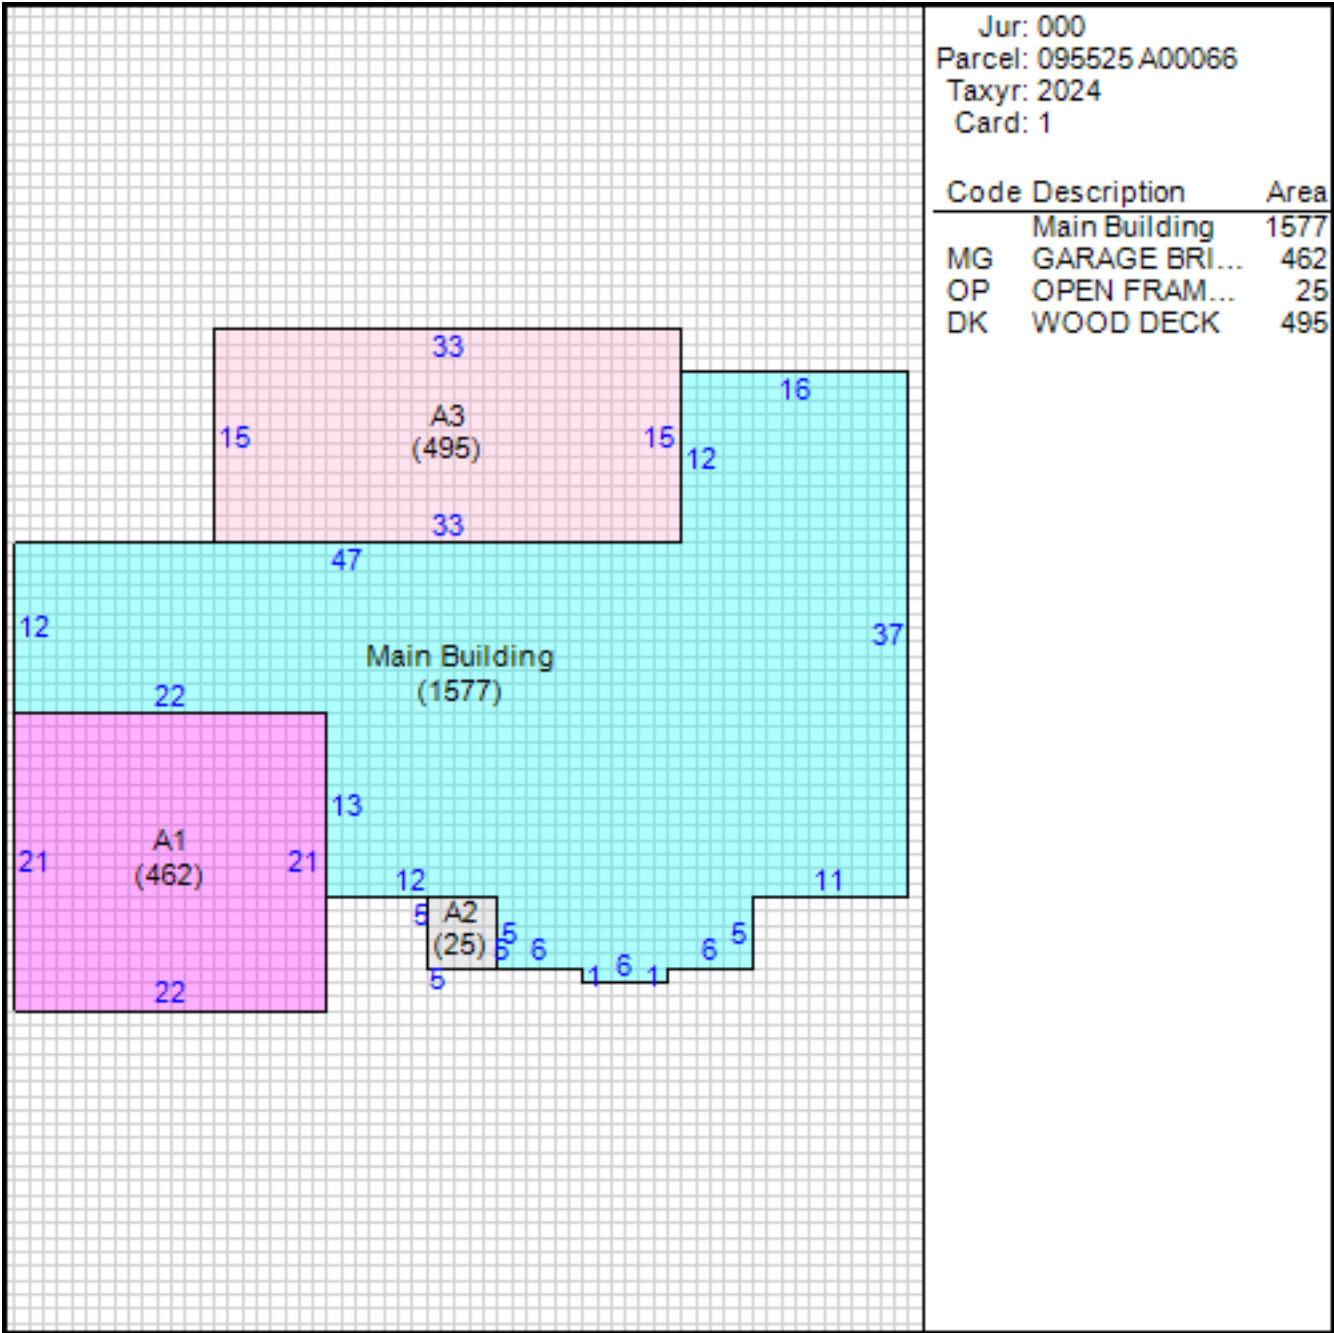 Jur: 000
Parcel: 095525 A00066
Taxyr: 2024
Card: 1
Code Description Area
Main Building 1577
MG GARAGE BRI... 462
OP OPEN FRAM... 25
DK WOOD DECK 495
33
16
A3
(495)
15
15
12
33
47
12
37
Main Building
(1577)
22
13
A1
(462)
21
21
12
11
5
A2
(25)
5
5
6
6
5
6
1
1
5
22